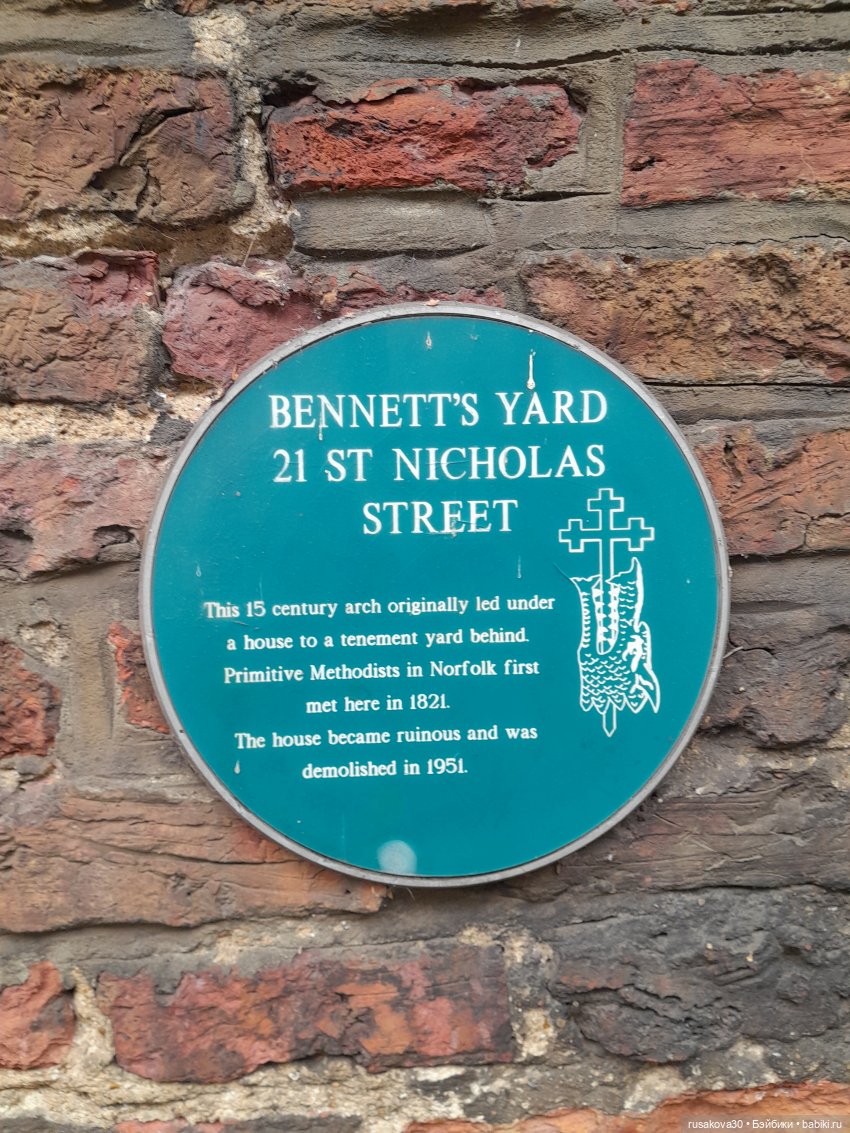 BENNETT'S YARD
21 ST NICHOLAS
STREET
This 15 century arch originally led under
a house to a tenement yard behind.
Primitive Methodists in Norfolk first
met here in 1821.
The house became ruinous and was
demolished in 1951.
rusakova30 • Бэйбики • babiki.ru